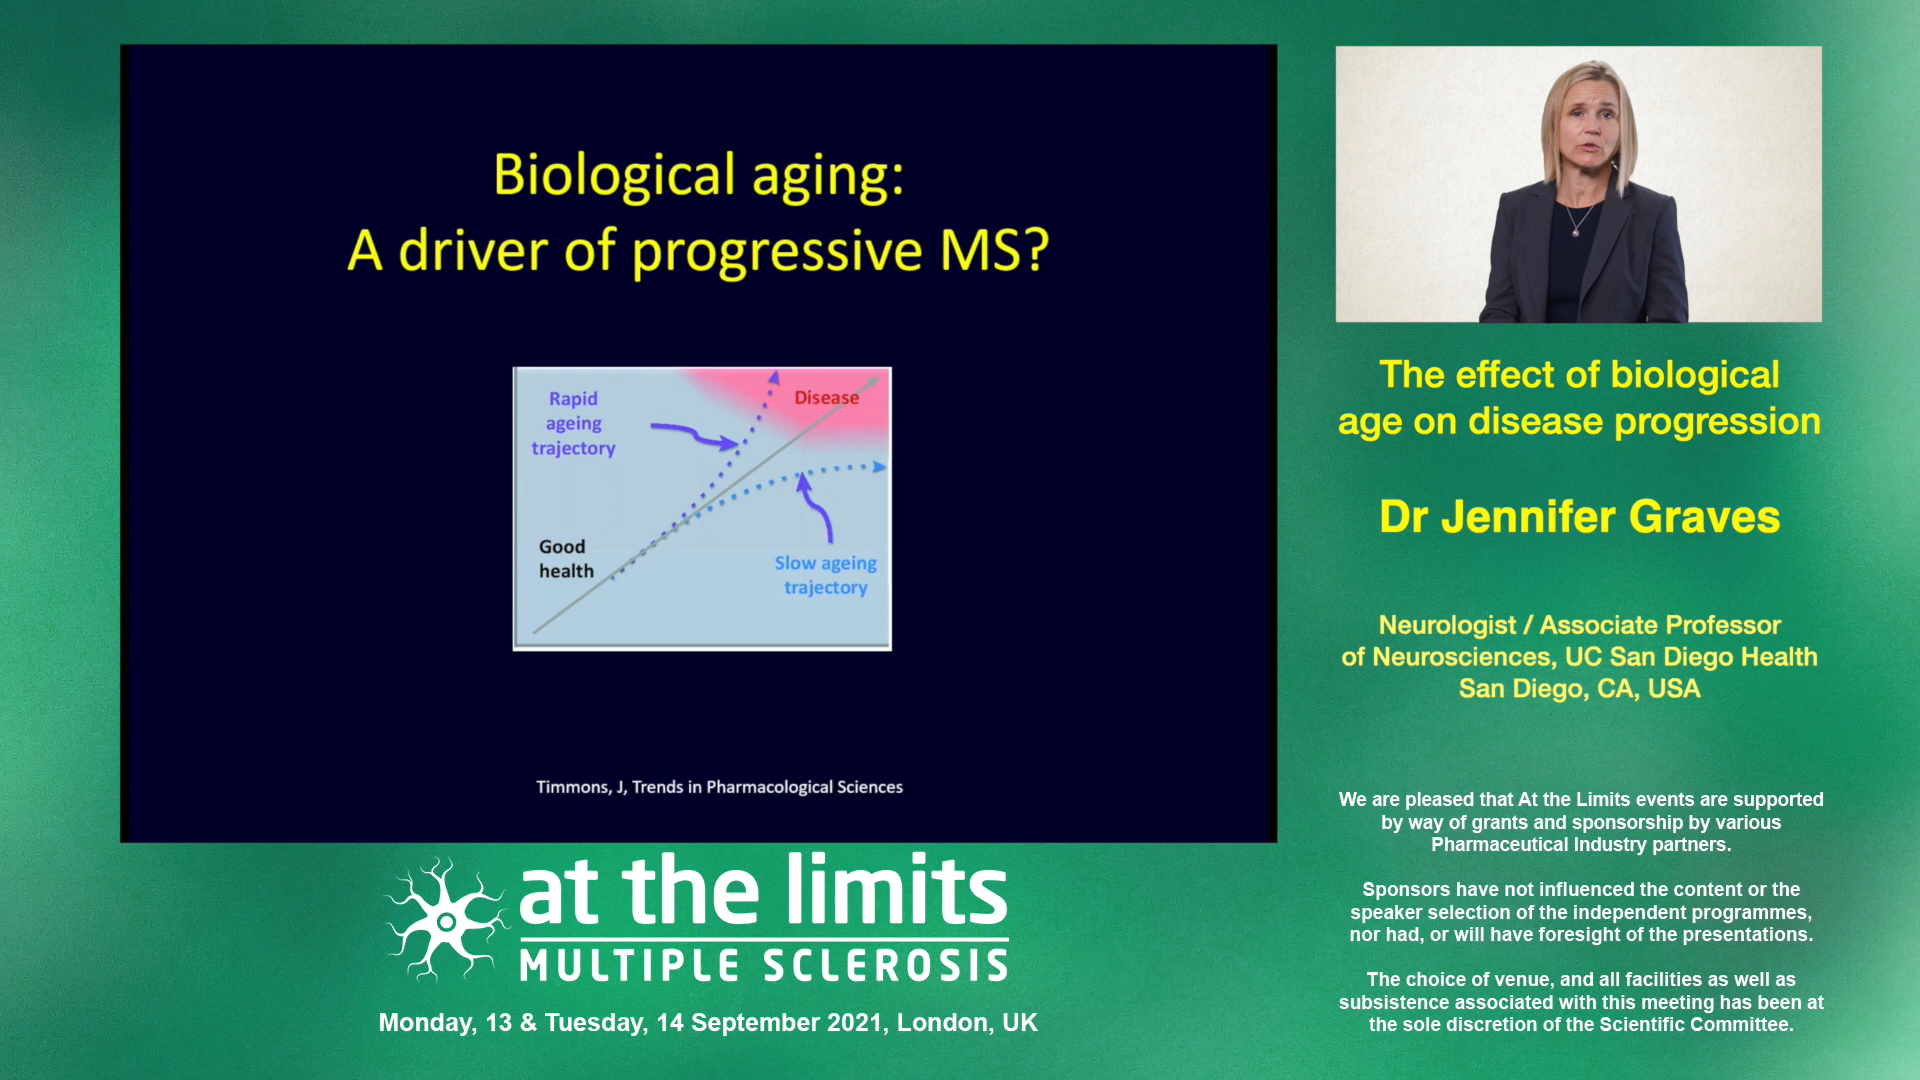 Biological aging:
A driver of progressive MS?
Rapid
ageing
trajectory
Disease
Good
health
Slow ageing
trajectory
Timmons, J, Trends in Pharmacological Sciences
at the limits
MULTIPLE SCLEROSIS
Monday, 13 & Tuesday, 14 September 2021, London, UK
The effect of biological
age on disease progression
Dr Jennifer Graves
Neurologist / Associate Professor
of Neurosciences, UC San Diego Health
San Diego, CA, USA
We are pleased that At the Limits events are supported
by way of grants and sponsorship by various
Pharmaceutical Industry partners.
Sponsors have not influenced the content or the
speaker selection of the independent programmes,
nor had, or will have foresight of the presentations.
The choice of venue, and all facilities as well as
subsistence associated with this meeting has been at
the sole discretion of the Scientific Committee.